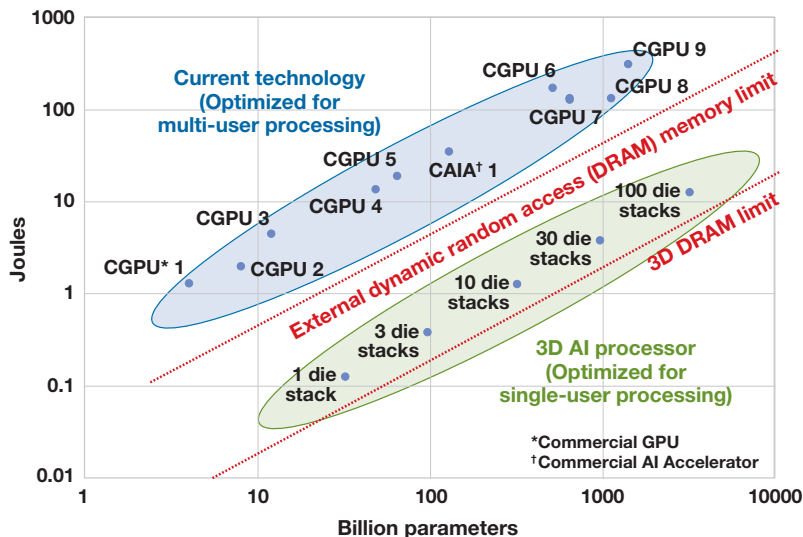 1000
100
10
1
0.1
0.01
Joules
Current technology
(Optimized for
multi-user processing)
CGPU 9
CGPU 6
CGPU 8
CGPU 7
CGPU 5
CAIA† 1
CGPU 4
CGPU 3
CGPU* 1
CGPU 2
External dynamic random access (DRAM) memory limit
3D DRAM limit
100 die
stacks
30 die
stacks
10 die
stacks
3 die
stacks
1 die
stack
3D AI processor
(Optimized for
single-user processing)
*Commercial GPU
†Commercial AI Accelerator
1
10
100
1000
10000
Billion parameters